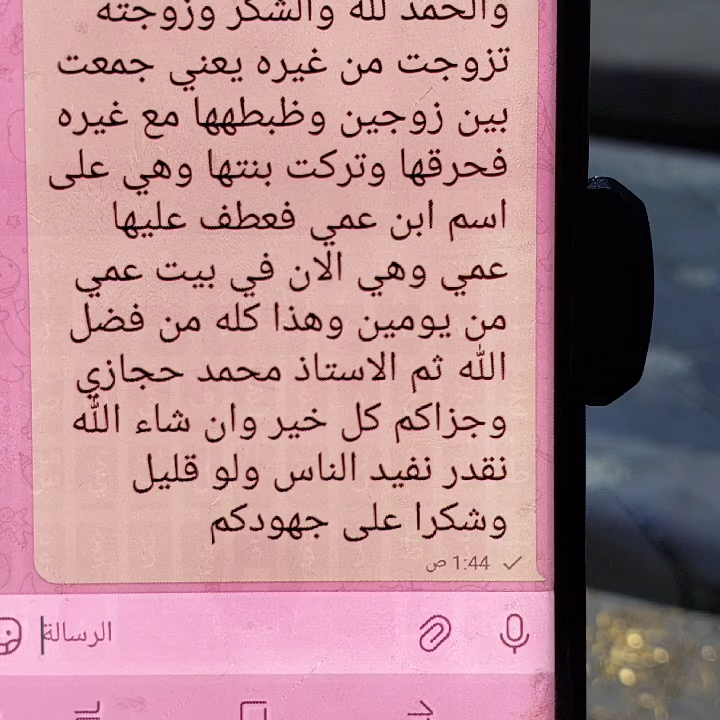 والحمد لله والشكر وزوجته
تزوجت من غيره يعني جمعت
بين زوجين وظبطهها مع غيره
فحرقها وتركت بنتها وهي على
اسم ابن عمي فعطف عليها
عمي وهي الان في بيت عمي
من يومين وهذا كله من فضل
الله ثم الاستاذ محمد حجازي
وجزاكم كل خير وان شاء الله
نقدر نفيد الناس ولو قليل
وشكرا على جهودكم
1:44 ص
الرسالة